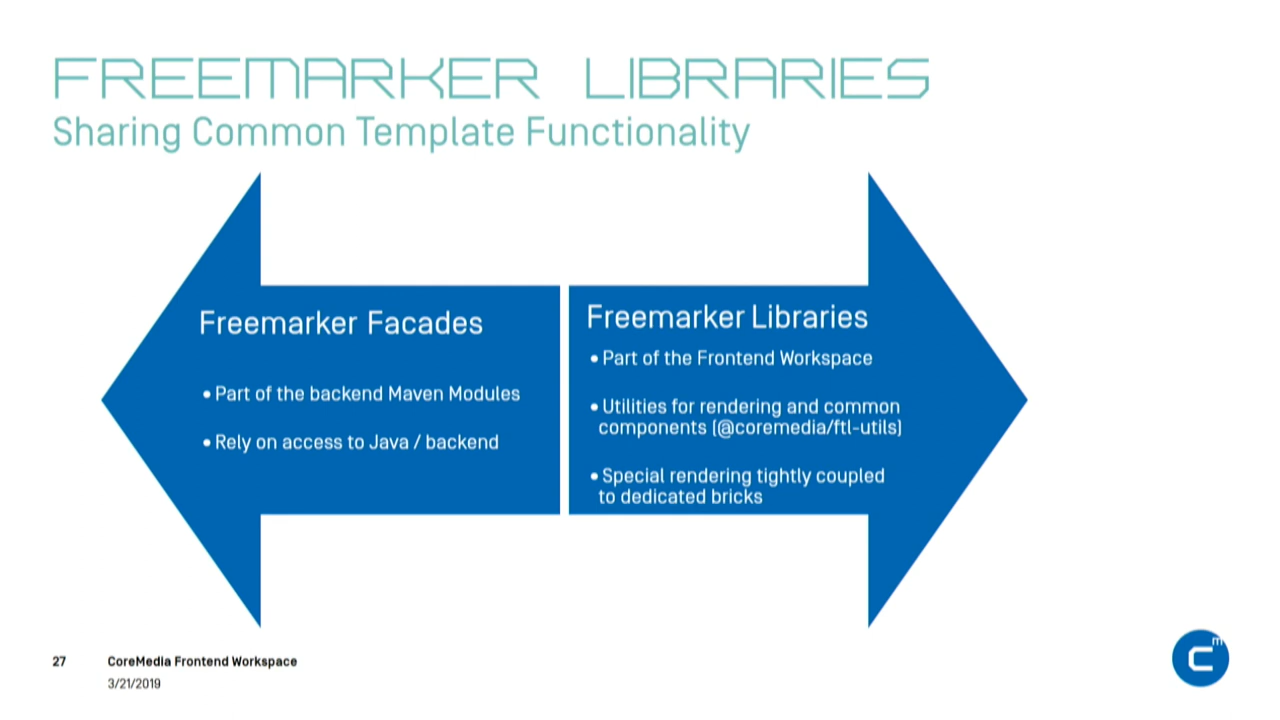 FREEMARKER LIBRARIES
Sharing Common Template Functionality
Freemarker Facades
• Part of the backend Maven Modules
• Rely on access to Java / backend
Freemarker Libraries
• Part of the Frontend Workspace
• Utilities for rendering and common
components (@coremedia/ftl-utils)
• Special rendering tightly coupled
to dedicated bricks
27 CoreMedia Frontend Workspace
3/21/2019
C m